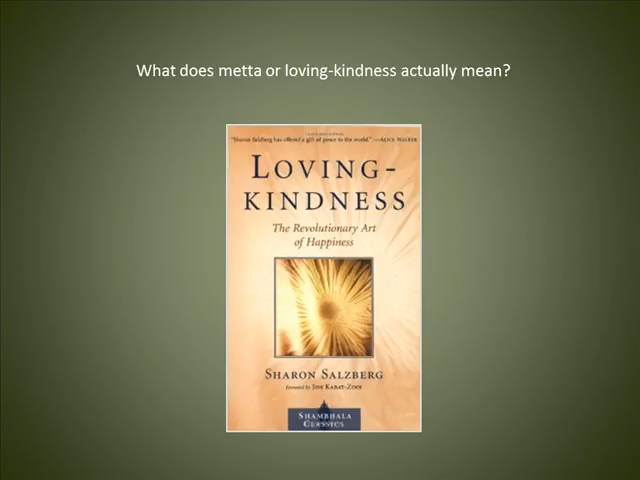 What does metta or loving-kindness actually mean?
"Sharon Salzberg has offered a gift of peace to the world." —ALICE WALKER
LOVING-
KINDNESS
The Revolutionary Art
of Happiness
SHARON SALZBERG
foreword by JON KABAT-ZINN
SHAMBHALA
CLASSICS